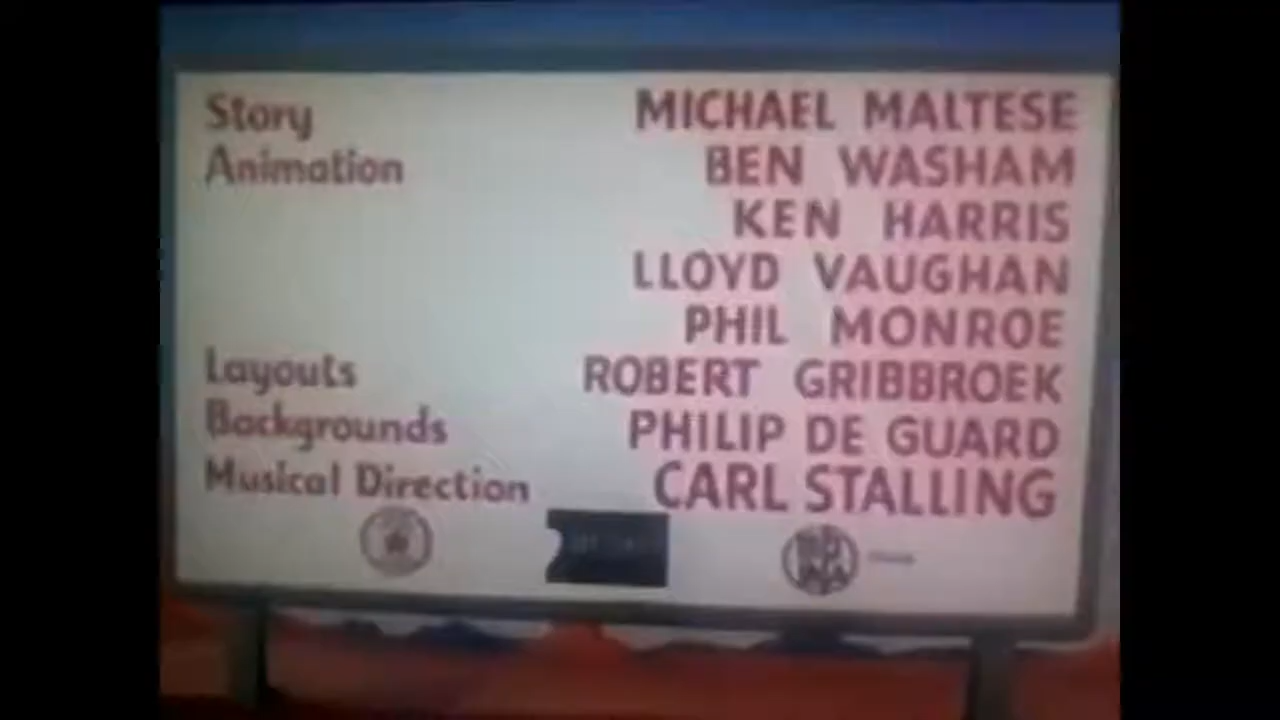 Story MICHAEL MALTESE
Animation BEN WASHAM
KEN HARRIS
LLOYD VAUGHAN
PHIL MONROE
Layouts ROBERT GRIBBROEK
Backgrounds PHILIP DE GUARD
Musical Direction CARL STALLING